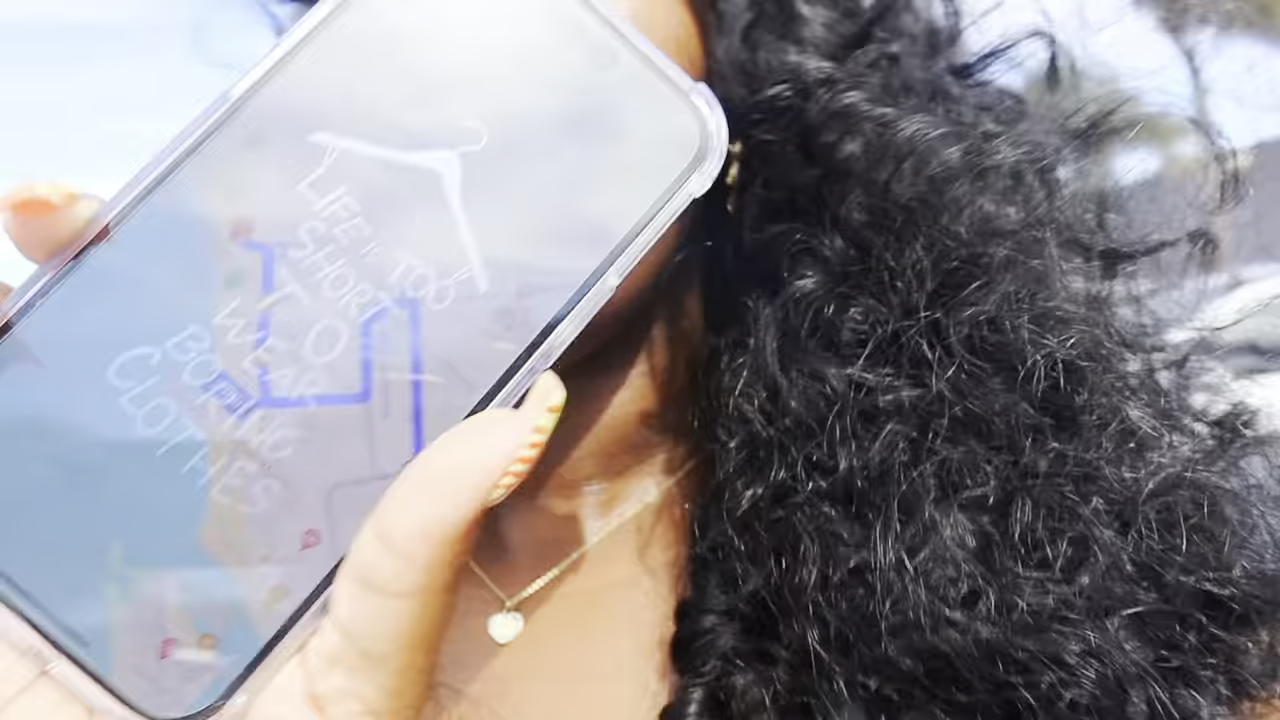 LIFE IS TOO
SHORT
TO
WEAR
BORING
CLOTHES